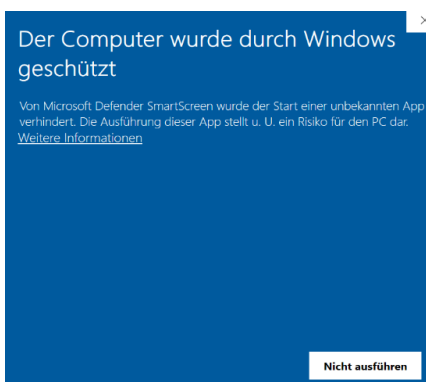 Der Computer wurde durch Windows
geschützt
Von Microsoft Defender SmartScreen wurde der Start einer unbekannten App
verhindert. Die Ausführung dieser App stellt u. U. ein Risiko für den PC dar.
Weitere Informationen
Nicht ausführen